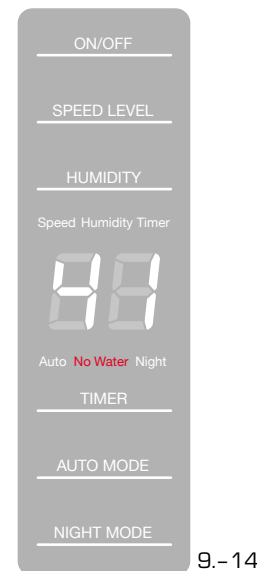 ON/OFF
SPEED LEVEL
HUMIDITY
Speed Humidity Timer
41
Auto No Water Night
TIMER
AUTO MODE
NIGHT MODE
9.–14